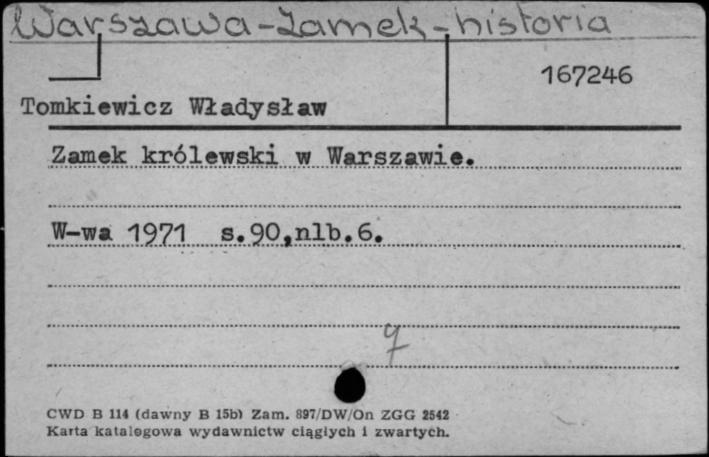 Warszawa-Zamek-historia
167246
Tomkiewicz Władysław
Zamek królewski w Warszawie.
W-wa 1971 s.90,nlb.6.
CWD B 114 (dawny B 15b) Zam. 897/DW/On ZGG 2542
Karta katalogowa wydawnictw ciągłych i zwartych.